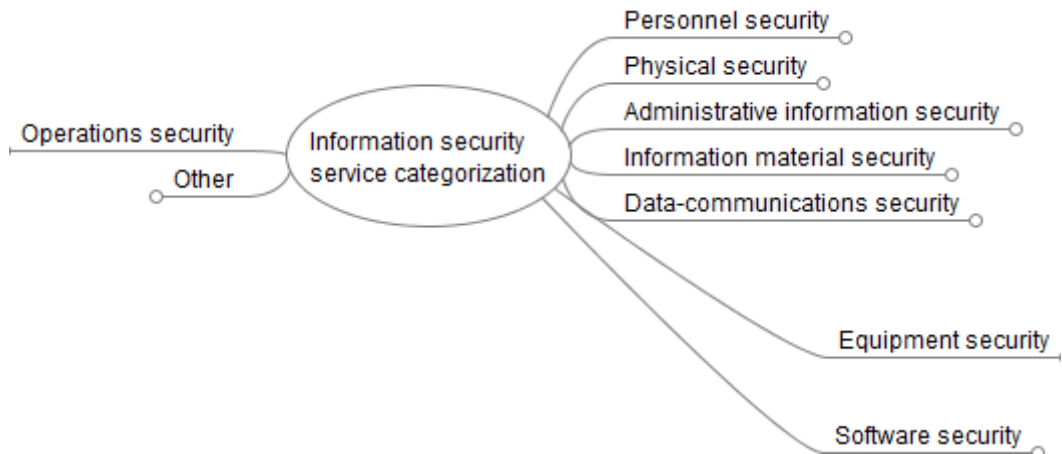 Personnel security
Physical security
Administrative information security
Operations security
Information security
service categorization
Information material security
Other
Data-communications security
Equipment security
Software security